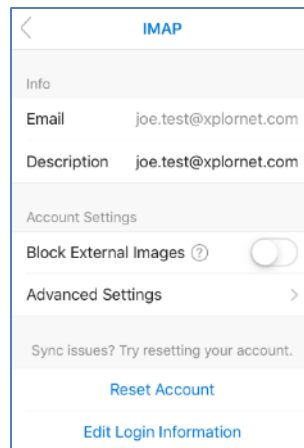 IMAP
Info
Email joe.test@xplornet.com
Description joe.test@xplornet.com
Account Settings
Block External Images ?
Advanced Settings
Sync issues? Try resetting your account.
Reset Account
Edit Login Information